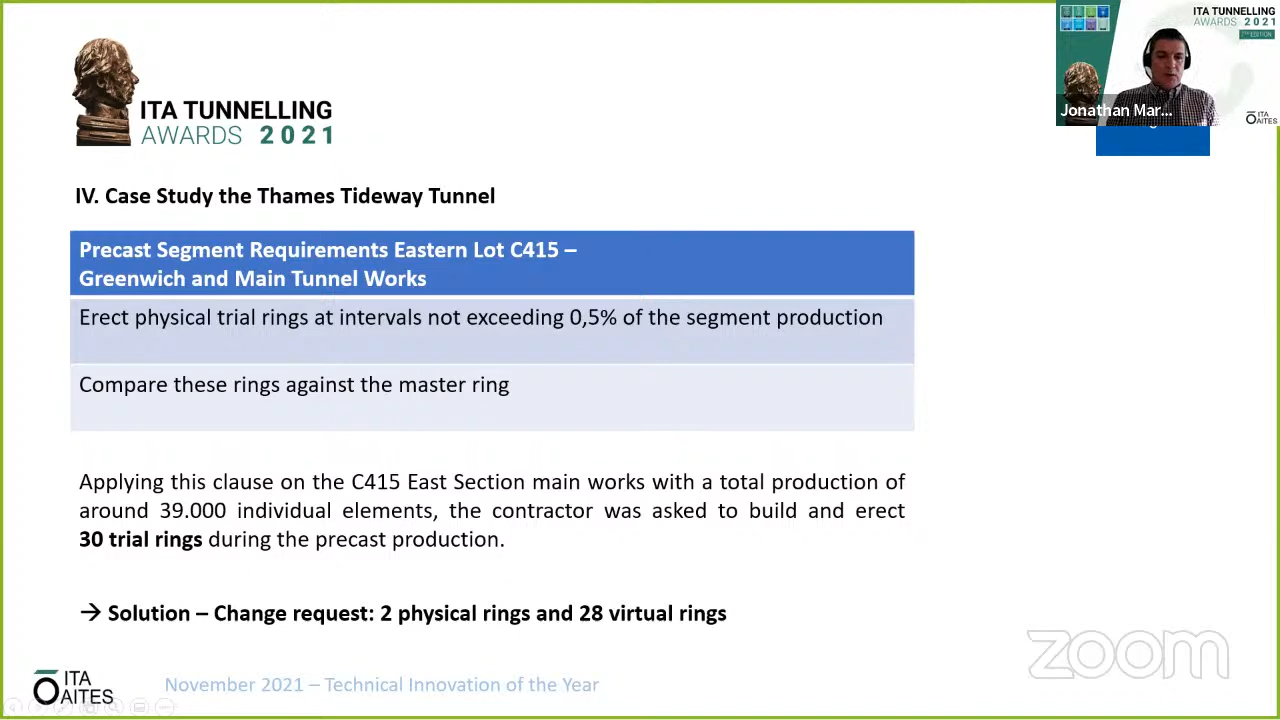 ITA TUNNELLING
AWARDS 2021
ITA TUNNELLING
AWARDS 2021
7TH EDITION
Jonathan Mar...
ITA
AITES
IV. Case Study the Thames Tideway Tunnel
Precast Segment Requirements Eastern Lot C415 –
Greenwich and Main Tunnel Works
Erect physical trial rings at intervals not exceeding 0,5% of the segment production
Compare these rings against the master ring
Applying this clause on the C415 East Section main works with a total production of
around 39.000 individual elements, the contractor was asked to build and erect
30 trial rings during the precast production.
→ Solution – Change request: 2 physical rings and 28 virtual rings
zoom
ITA
AITES
November 2021 – Technical Innovation of the Year